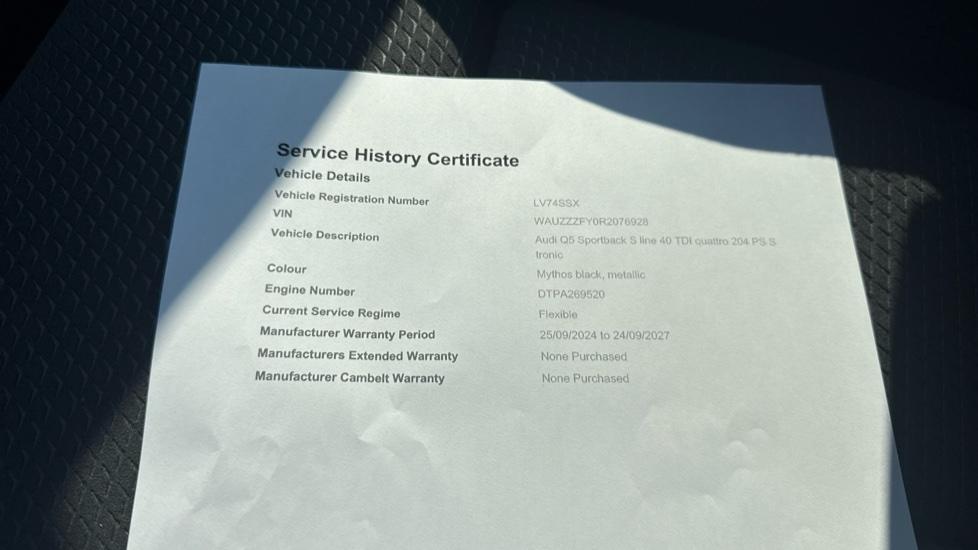 Service History Certificate
Vehicle Details
Vehicle Registration Number LV74SSX
VIN WAUZZZFY0R2076928
Vehicle Description Audi Q5 Sportback S line 40 TDI quattro 204 PS S
tronic
Colour Mythos black, metallic
Engine Number DTPA269520
Current Service Regime Flexible
Manufacturer Warranty Period 25/09/2024 to 24/09/2027
Manufacturers Extended Warranty None Purchased
Manufacturer Cambelt Warranty None Purchased